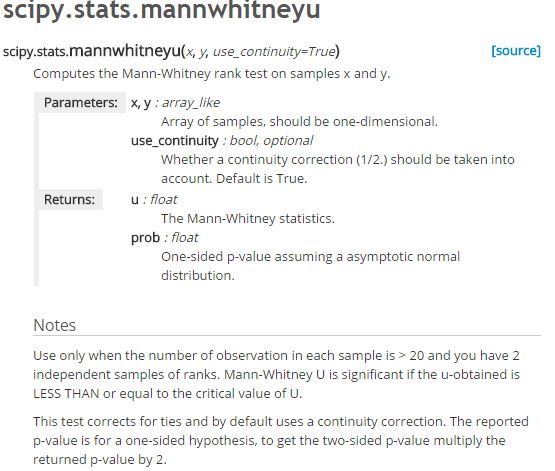 scipy.stats.mannwhitneyu
scipy.stats.mannwhitneyu(x, y, use_continuity=True) [source]
Computes the Mann-Whitney rank test on samples x and y.
Parameters: x, y : array_like
Array of samples, should be one-dimensional.
use_continuity : bool, optional
Whether a continuity correction (1/2.) should be taken into
account. Default is True.
Returns: u : float
The Mann-Whitney statistics.
prob : float
One-sided p-value assuming a asymptotic normal
distribution.
Notes
Use only when the number of observation in each sample is > 20 and you have 2
independent samples of ranks. Mann-Whitney U is significant if the u-obtained is
LESS THAN or equal to the critical value of U.
This test corrects for ties and by default uses a continuity correction. The reported
p-value is for a one-sided hypothesis, to get the two-sided p-value multiply the
returned p-value by 2.